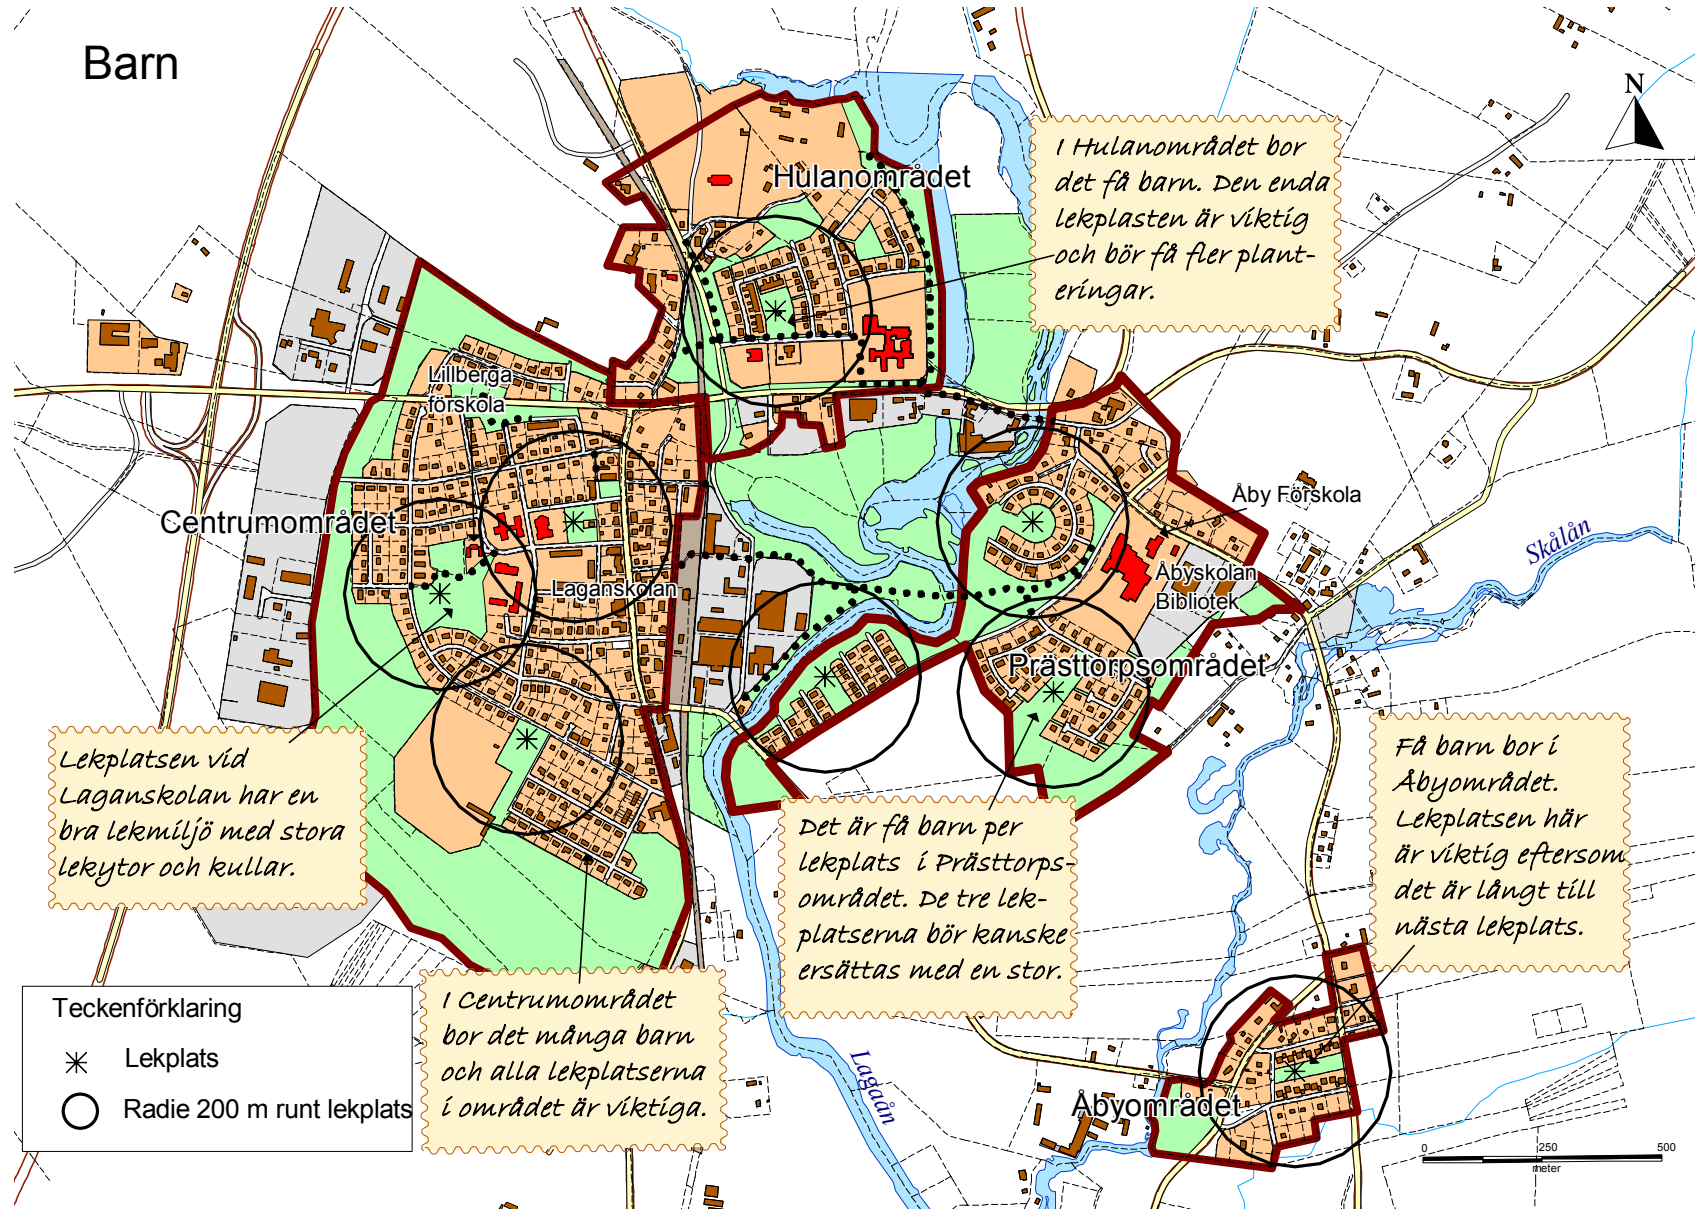 Barn
N
Hulanområdet
I Hulanområdet bor
det få barn. Den enda
lekplasten är viktig
och bör få fler plant-
eringar.
Lillberga
förskola
Centrumområdet
Laganskolan
Åby Förskola
Åbyskolan
Bibliotek
Skålån
Prästtorpsområdet
Lekplatsen vid
Laganskolan har en
bra lekmiljö med stora
lekytor och kullar.
Det är få barn per
lekplats i Prästtorps-
området. De tre lek-
platserna bör kanske
ersättas med en stor.
Få barn bor i
Åbyområdet.
Lekplatsen här
är viktig eftersom
det är långt till
nästa lekplats.
I Centrumområdet
bor det många barn
och alla lekplatserna
i området är viktiga.
Lagaån
Åbyområdet
Teckenförklaring
Lekplats
Radie 200 m runt lekplats
0 250 500
meter